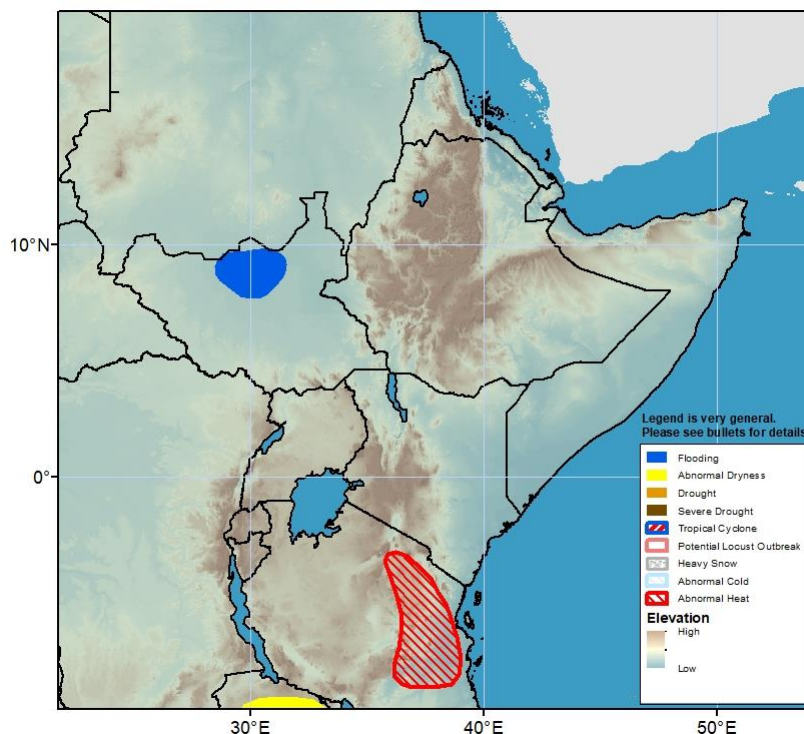 10°N
0°
Legend is very general.
Please see bullets for details
Flooding
Abnormal Dryness
Drought
Severe Drought
Tropical Cyclone
Potential Locust Outbreak
Heavy Snow
Abnormal Cold
Abnormal Heat
Elevation
High
Low
30°E
40°E
50°E